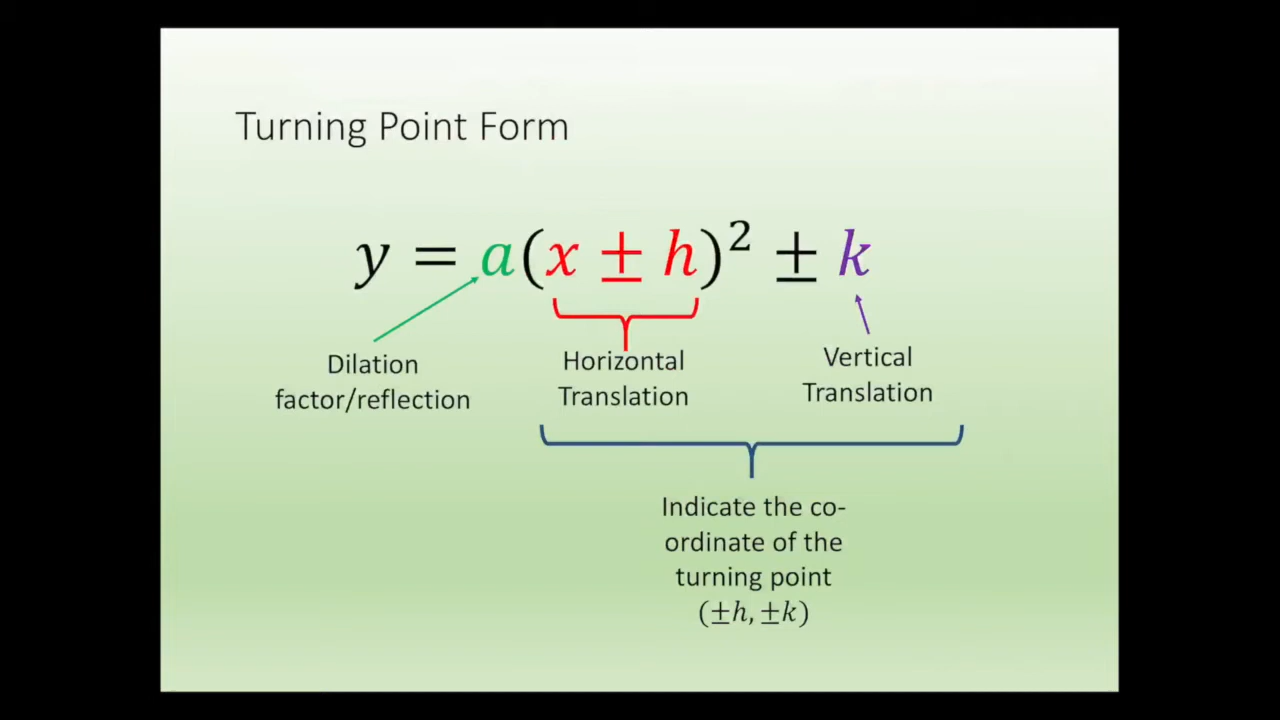 Turning Point Form
y = a(x ± h)² ± k
Dilation
factor/reflection
Horizontal
Translation
Vertical
Translation
Indicate the co-
ordinate of the
turning point
(±h, ±k)